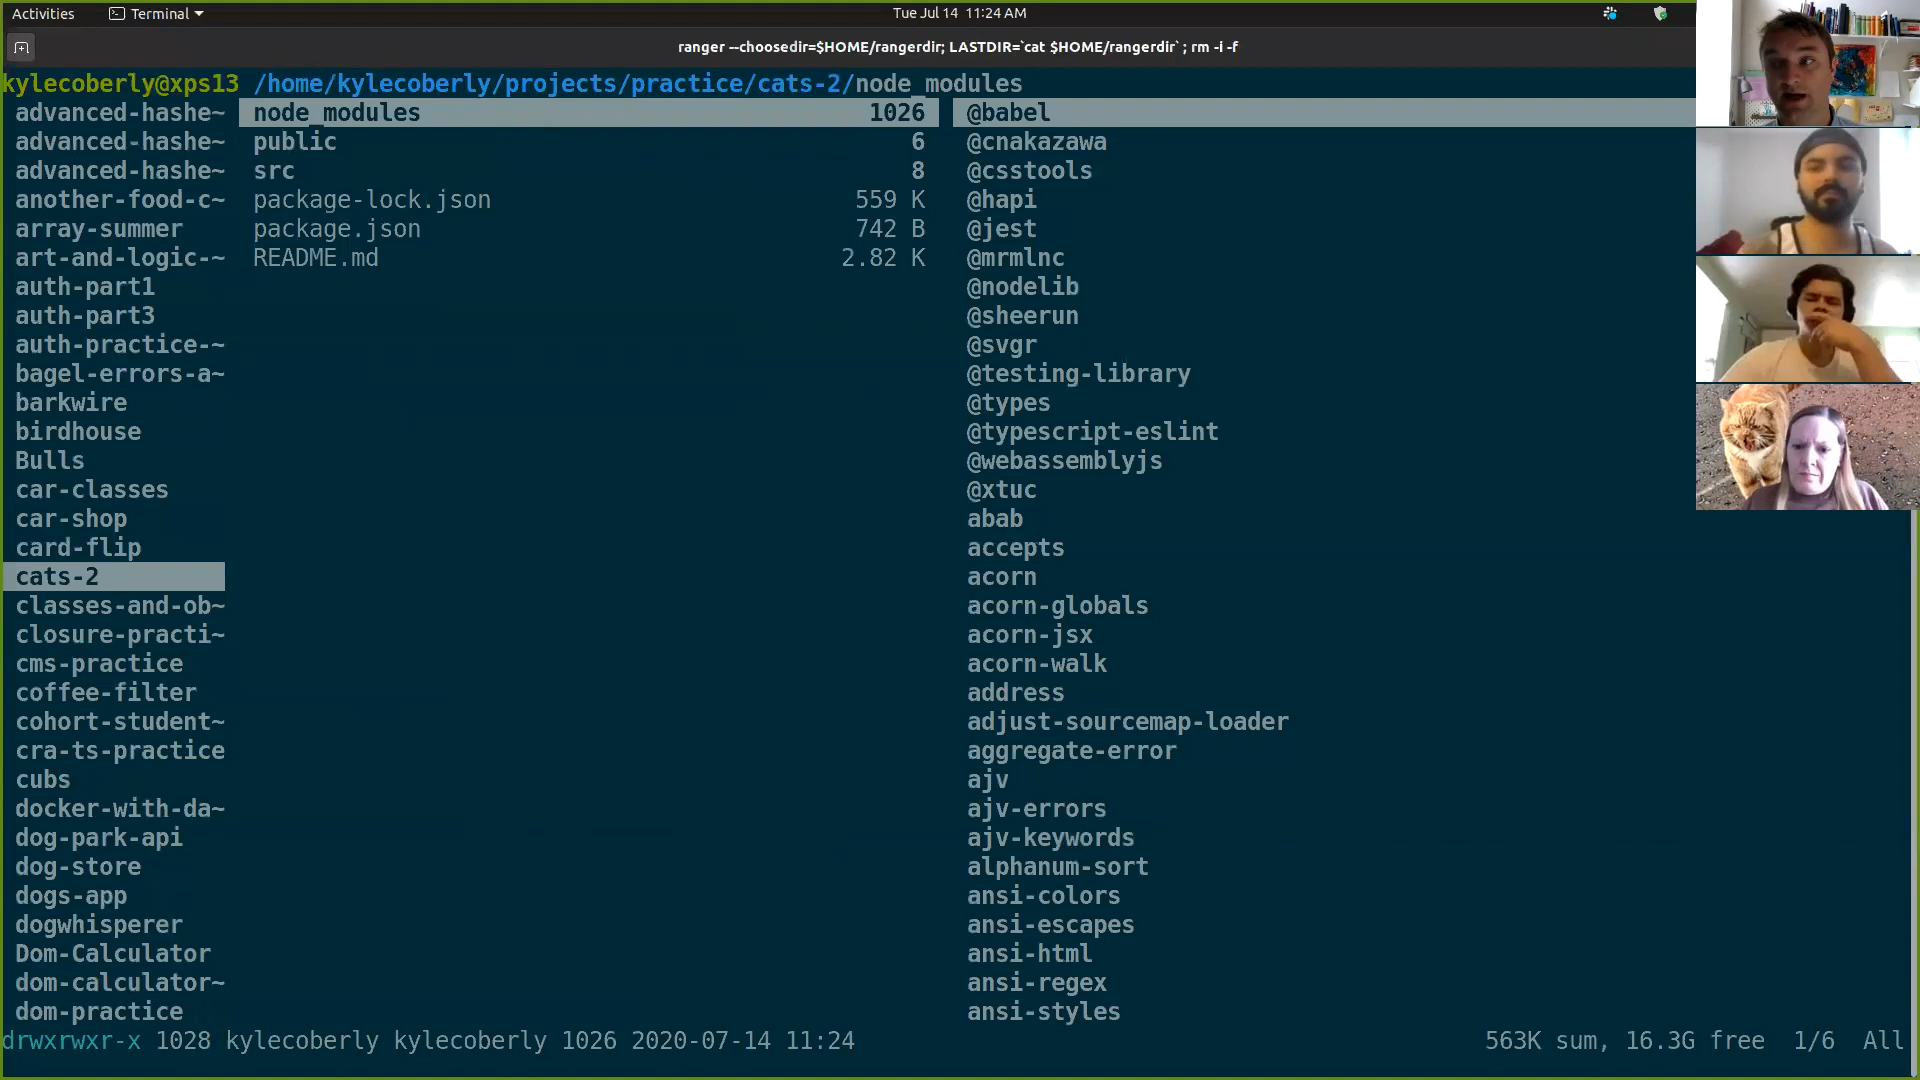 Activities Terminal Tue Jul 14 11:24 AM
ranger --choosedir=$HOME/rangerdir; LASTDIR=`cat $HOME/rangerdir`; rm -i -f
kylecoberly@xps13 /home/kylecoberly/projects/practice/cats-2/node_modules
advanced-hashe~ node_modules 1026 @babel
advanced-hashe~ public 6 @cnakazawa
advanced-hashe~ src 8 @csstools
another-food-c~ package-lock.json 559 K @hapi
array-summer package.json 742 B @jest
art-and-logic-~ README.md 2.82 K @mrmlnc
auth-part1 @nodelib
auth-part3 @sheerun
auth-practice-~ @svgr
bagel-errors-a~ @testing-library
barkwire @types
birdhouse @typescript-eslint
Bulls @webassemblyjs
car-classes @xtuc
car-shop abab
card-flip accepts
cats-2 acorn
classes-and-ob~ acorn-globals
closure-practi~ acorn-jsx
cms-practice acorn-walk
coffee-filter address
cohort-student~ adjust-sourcemap-loader
cra-ts-practice aggregate-error
cubs ajv
docker-with-da~ ajv-errors
dog-park-api ajv-keywords
dog-store alphanum-sort
dogs-app ansi-colors
dogwhisperer ansi-escapes
Dom-Calculator ansi-html
dom-calculator~ ansi-regex
dom-practice ansi-styles
drwxrwxr-x 1028 kylecoberly kylecoberly 1026 2020-07-14 11:24 563K sum, 16.3G free 1/6 All